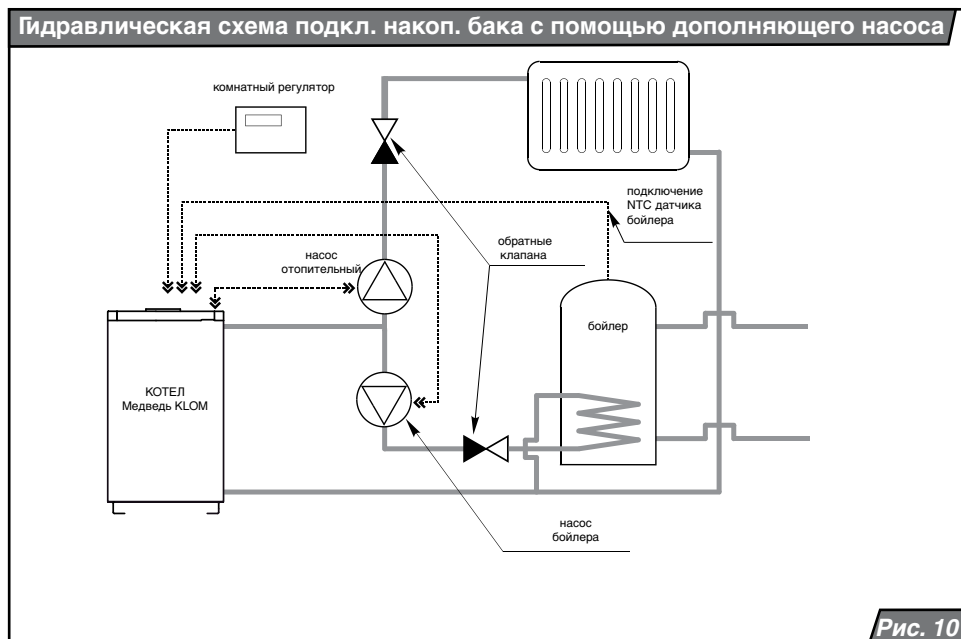 Гидравлическая схема подкл. накоп. бака с помощью дополняющего насоса
комнатный регулятор
подключение
NTC датчика
бойлера
обратные
клапана
насос
отопительный
бойлер
КОТЕЛ
Медведь KLOM
насос
бойлера
Рис. 10